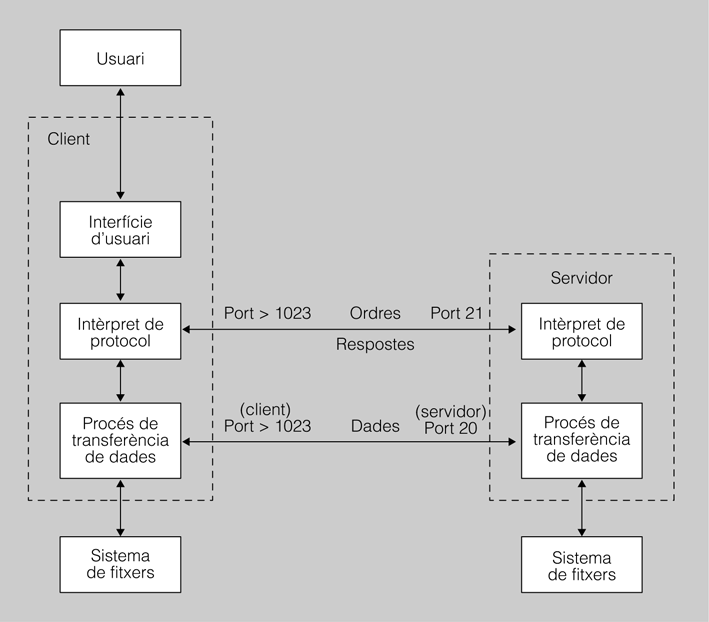 Usuari
Client
Interfície
d'usuari
Servidor
Intèrpret de
protocol
Port > 1023 Ordres Port 21
Respostes
Intèrpret de
protocol
Procés de
transferència
de dades
(client) (servidor)
Port > 1023 Dades Port 20
Procés de
transferència
de dades
Sistema
de fitxers
Sistema
de fitxers